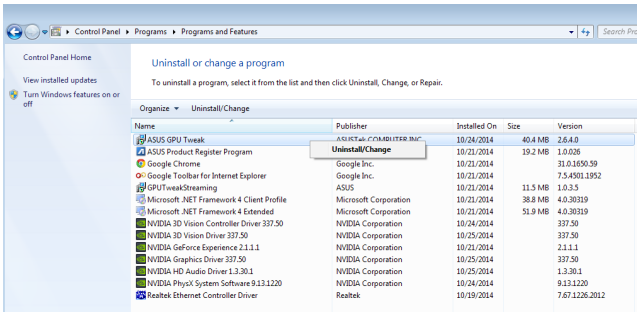 Control Panel ▸ Programs ▸ Programs and Features
Search Pro
Control Panel Home
View installed updates
Turn Windows features on or
off
Uninstall or change a program
To uninstall a program, select it from the list and then click Uninstall, Change, or Repair.
Organize Uninstall/Change
Name Publisher Installed On Size Version
ASUS GPU Tweak ASUSTek COMPUTER INC. 10/24/2014 40.4 MB 2.6.4.0
Uninstall/Change
ASUS Product Register Program 10/21/2014 19.2 MB 1.0.026
Google Chrome Google Inc. 10/21/2014 31.0.1650.59
Google Toolbar for Internet Explorer Google Inc. 10/21/2014 7.5.4501.1952
GPUTweakStreaming ASUS 10/21/2014 11.5 MB 1.0.3.5
Microsoft .NET Framework 4 Client Profile Microsoft Corporation 10/21/2014 38.8 MB 4.0.30319
Microsoft .NET Framework 4 Extended Microsoft Corporation 10/21/2014 51.9 MB 4.0.30319
NVIDIA 3D Vision Controller Driver 337.50 NVIDIA Corporation 10/24/2014 337.50
NVIDIA 3D Vision Driver 337.50 NVIDIA Corporation 10/25/2014 337.50
NVIDIA GeForce Experience 2.1.1.1 NVIDIA Corporation 10/21/2014 2.1.1.1
NVIDIA Graphics Driver 337.50 NVIDIA Corporation 10/25/2014 337.50
NVIDIA HD Audio Driver 1.3.30.1 NVIDIA Corporation 10/25/2014 1.3.30.1
NVIDIA PhysX System Software 9.13.1220 NVIDIA Corporation 10/24/2014 9.13.1220
Realtek Ethernet Controller Driver Realtek 10/19/2014 7.67.1226.2012